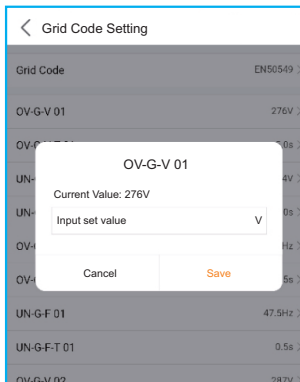 Grid Code Setting
Grid Code EN50549
OV-G-V 01 276V
OV-G-V 01
Current Value: 276V
Input set value V
Cancel Save
UN-G-F 01 47.5Hz
UN-G-F-T 01 0.5s
OV-G-V 02 287V